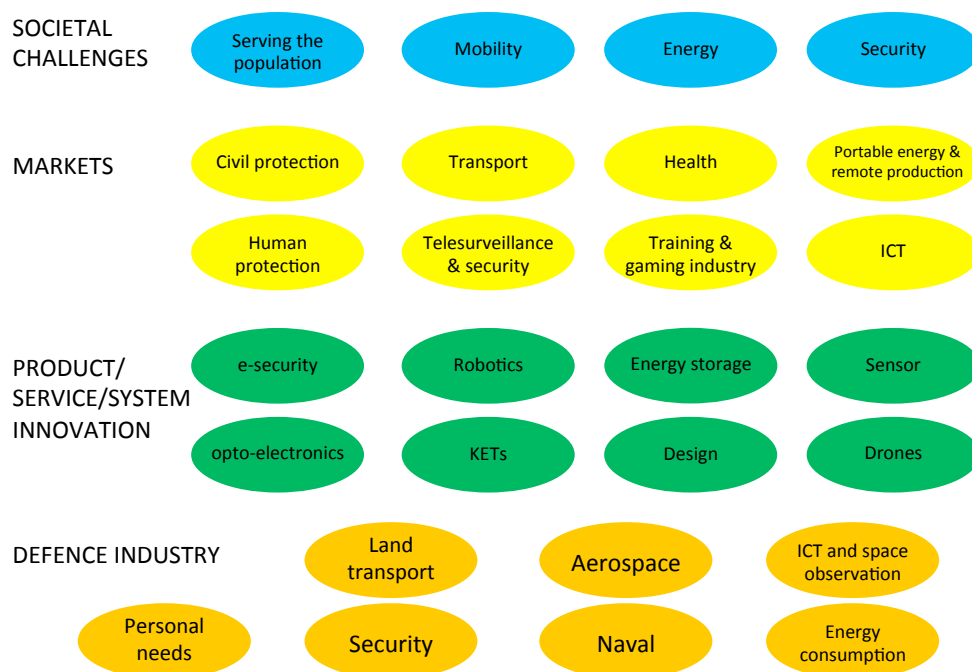 SOCIETAL
CHALLENGES
Serving the
population
Mobility
Energy
Security
MARKETS
Civil protection
Transport
Health
Portable energy &
remote production
Human
protection
Telesurveillance
& security
Training &
gaming industry
ICT
PRODUCT/
SERVICE/SYSTEM
INNOVATION
e-security
Robotics
Energy storage
Sensor
opto-electronics
KETs
Design
Drones
DEFENCE INDUSTRY
Land
transport
Aerospace
ICT and space
observation
Personal
needs
Security
Naval
Energy
consumption